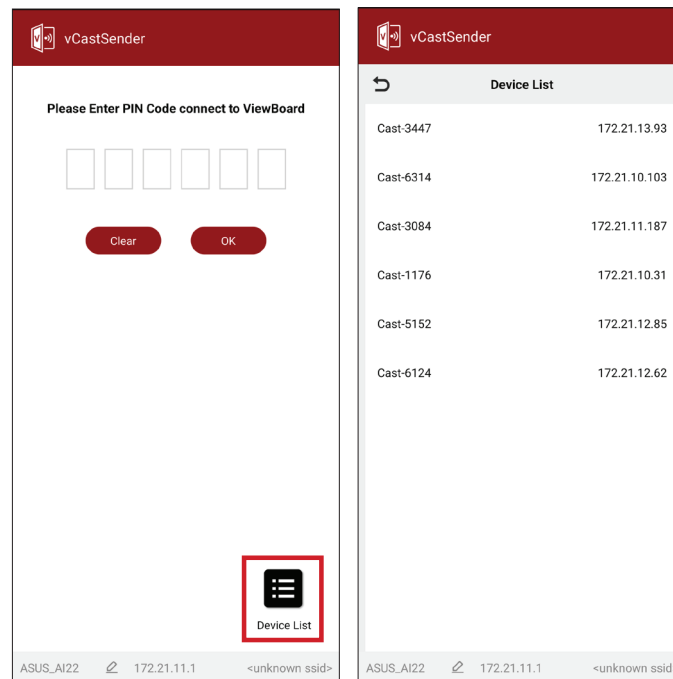 vCastSender
Please Enter PIN Code connect to ViewBoard
Clear OK
Device List
ASUS_AI22 172.21.11.1 <unknown ssid>
vCastSender
Device List
Cast-3447 172.21.13.93
Cast-6314 172.21.10.103
Cast-3084 172.21.11.187
Cast-1176 172.21.10.31
Cast-5152 172.21.12.85
Cast-6124 172.21.12.62
ASUS_AI22 172.21.11.1 <unknown ssid